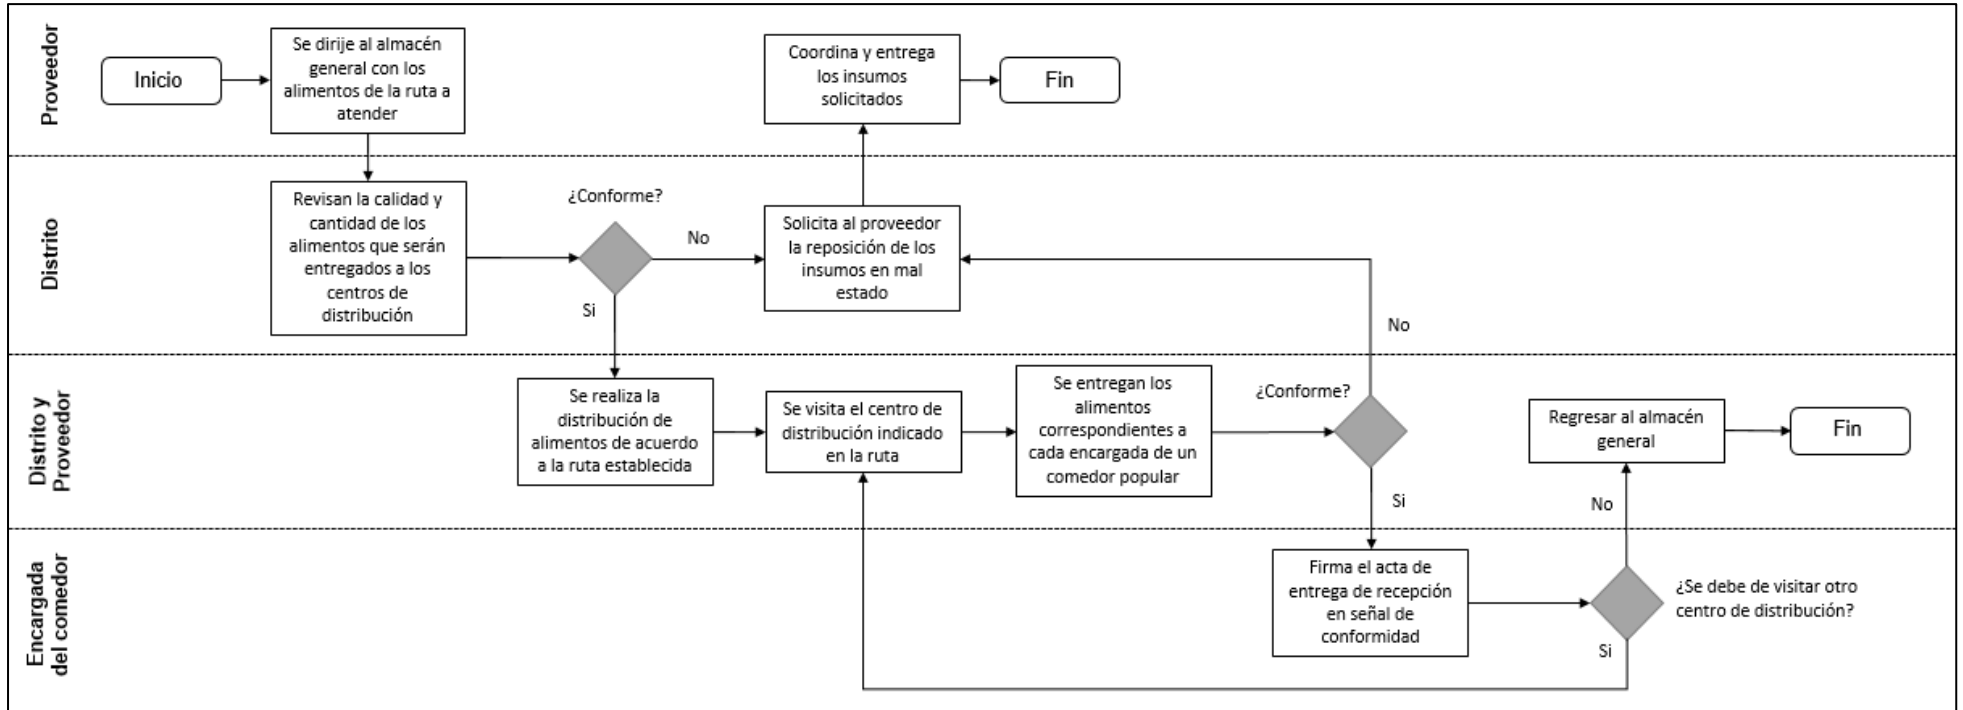 Proveedor
Inicio
Se dirije al almacén
general con los
alimentos de la ruta a
atender
Coordina y entrega
los insumos
solicitados
Fin
Distrito
Revisan la calidad y
cantidad de los
alimentos que serán
entregados a los
centros de
distribución
¿Conforme?
No
Si
Solicita al proveedor
la reposición de los
insumos en mal
estado
No
Distrito y
Proveedor
Se realiza la
distribución de
alimentos de acuerdo
a la ruta establecida
Se visita el centro de
distribución indicado
en la ruta
Se entregan los
alimentos
correspondientes a
cada encargada de un
comedor popular
¿Conforme?
Si
Regresar al almacén
general
Fin
No
Encargada
del comedor
Firma el acta de
entrega de recepción
en señal de
conformidad
¿Se debe de visitar otro
centro de distribución?
Si